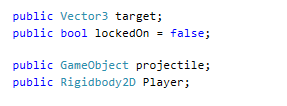 public Vector3 target;
public bool lockedOn = false;
public GameObject projectile;
public Rigidbody2D Player;